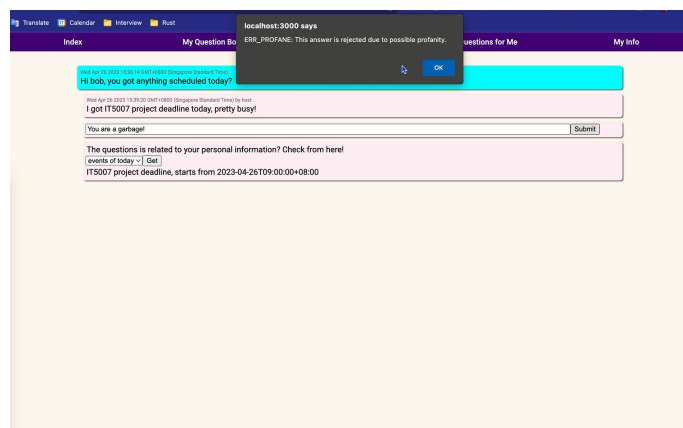 Translate Calendar Interview Rust
localhost:3000 says
ERR_PROFANE: This answer is rejected due to possible profanity.
OK
Index My Question Bo uestions for Me My Info
Wed Apr 26 2023 15:36:14 GMT+0800 (Singapore Standard Time)
Hi bob, you got anything scheduled today?
Wed Apr 26 2023 15:39:20 GMT+0800 (Singapore Standard Time) by host
I got IT5007 project deadline today, pretty busy!
You are a garbage! Submit
The questions is related to your personal information? Check from here!
events of today Get
IT5007 project deadline, starts from 2023-04-26T09:00:00+08:00